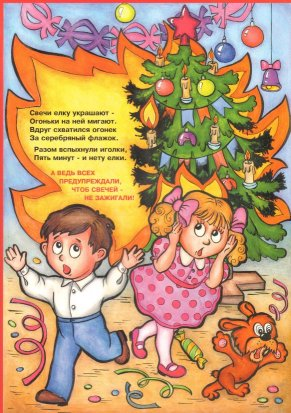 Свечи елку украшают -
Огоньки на ней мигают.
Вдруг схватился огонек
За серебряный флажок.
Разом вспыхнули иголки,
Пять минут - и нету елки.
А ВЕДЬ ВСЕХ
ПРЕДУПРЕЖДАЛИ,
ЧТОБ СВЕЧЕЙ -
НЕ ЗАЖИГАЛИ!